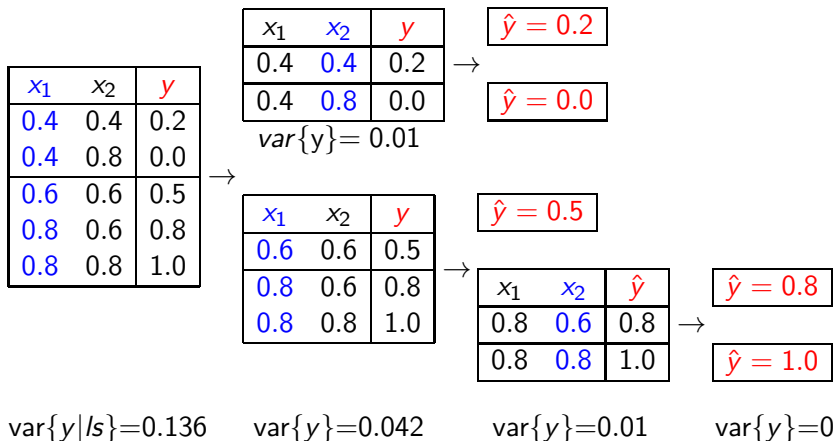 x₁ x₂ y
0.4 0.4 0.2
0.4 0.8 0.0
0.6 0.6 0.5
0.8 0.6 0.8
0.8 0.8 1.0
→
x₁ x₂ y
0.4 0.4 0.2
0.4 0.8 0.0
var{y}= 0.01
→
ŷ = 0.2
ŷ = 0.0
x₁ x₂ y
0.6 0.6 0.5
0.8 0.6 0.8
0.8 0.8 1.0
→
ŷ = 0.5
x₁ x₂ ŷ
0.8 0.6 0.8
0.8 0.8 1.0
→
ŷ = 0.8
ŷ = 1.0
var{y|ls}=0.136 var{y}=0.042 var{y}=0.01 var{y}=0